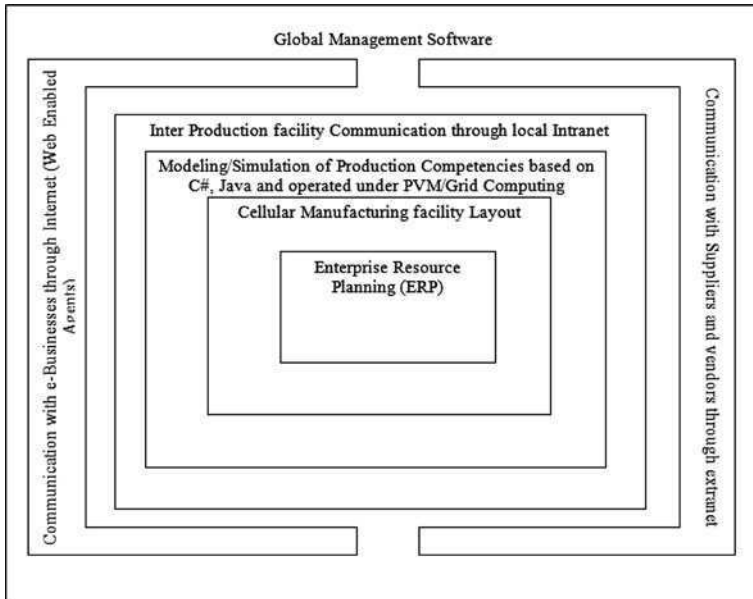 Global Management Software
Communication with e-Businesses through Internet (Web Enabled
Agents)
Inter Production facility Communication through local Intranet
Modeling/Simulation of Production Competencies based on
C#, Java and operated under PVM/Grid Computing
Cellular Manufacturing facility Layout
Enterprise Resource
Planning (ERP)
Communication with Suppliers and vendors through extranet